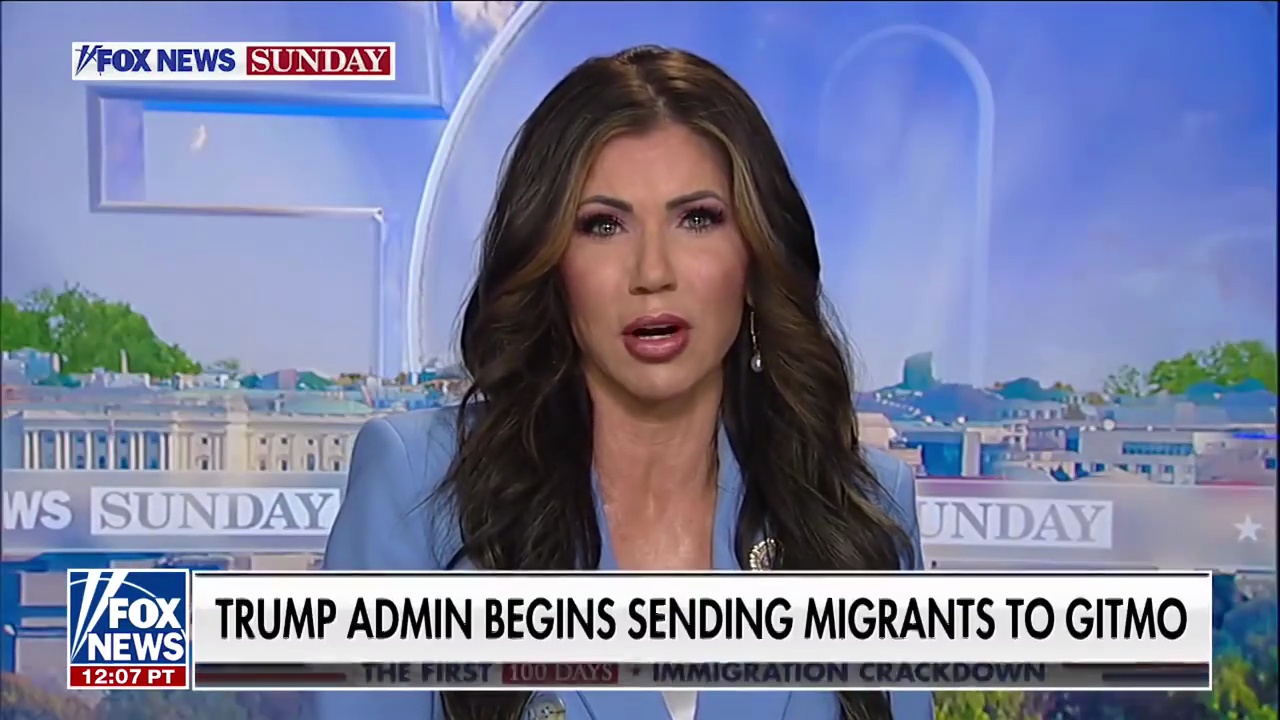 FOX NEWS SUNDAY
WS SUNDAY
UNDAY
FOX
NEWS
12:07 PT
TRUMP ADMIN BEGINS SENDING MIGRANTS TO GITMO
THE FIRST 100 DAYS · IMMIGRATION CRACKDOWN